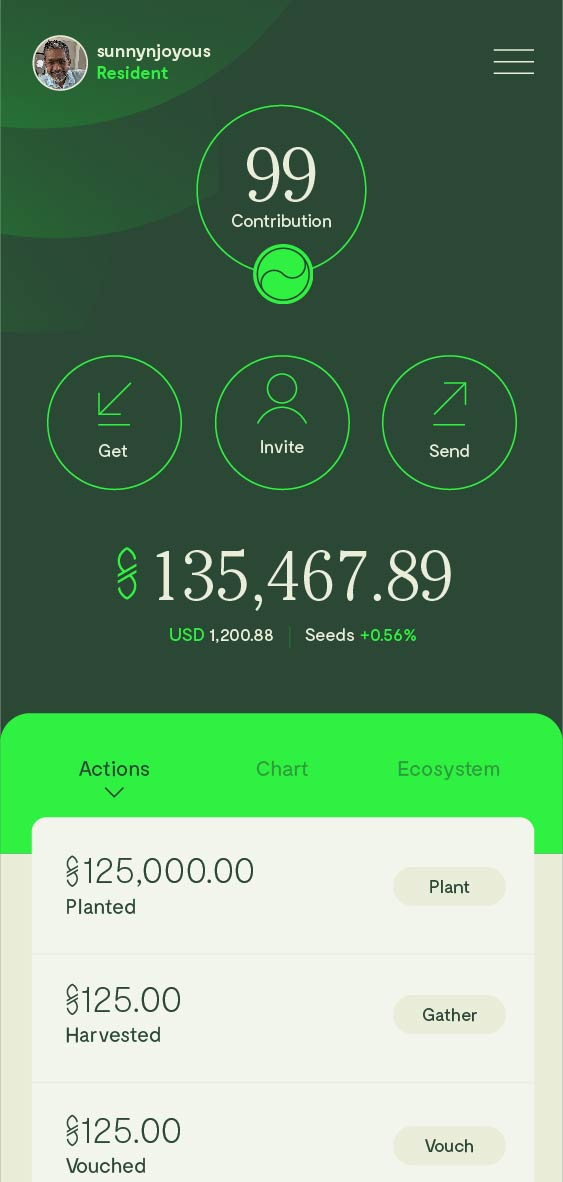 sunnynjoyous
Resident
99
Contribution
Get
Invite
Send
135,467.89
USD 1,200.88 Seeds +0.56%
Actions Chart Ecosystem
125,000.00
Planted
Plant
125.00
Harvested
Gather
125.00
Vouched
Vouch